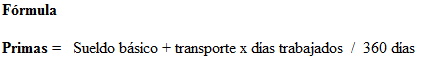 Fórmula
Primas = Sueldo básico + transporte x días trabajados / 360 días